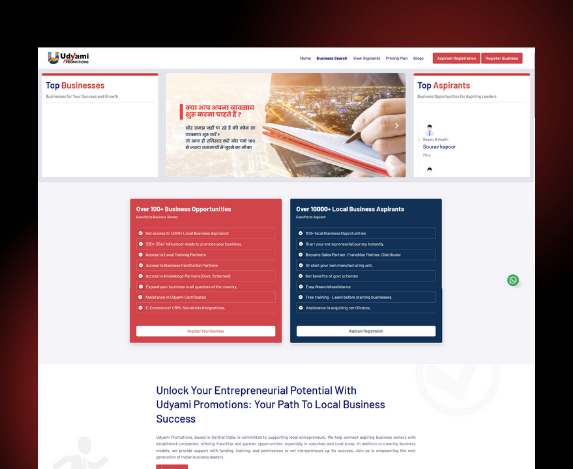 Udyami
PROMOTIONS
Home Business Search View Aspirants Pricing Plan Blogs Aspirant Registration Register Business
Top Businesses
Businesses for Your Success and Growth
क्या आप अपना व्यवसाय
शुरू करना चाहते हैं ?
और समझ नहीं पा रहे है की कौन सा
व्यवसाय शुरू करें ?
तो आज ही रजिस्टर करें और पाएं 100
से ज्यादा व्यवसायों से जुड़ने का मौका
Top Aspirants
Business Opportunities for Aspiring Leaders
Beauty & Health
Sourav kapoor
Over 100+ Business Opportunities
Benefits to Business Owners
Get access to 1,000+ Local Business Aspirants!
250+ Influencer ready to promote your business.
Access to Local Training Partners
Access to Business Facilitation Partners
Access to Knowledge Partners (Govt. Schemes)
Expand your business in all quarters of the country.
Assistance in Udyami Certificates
E-Commerce/ CRM/ Social Ads Integrations.
Register Your Business
Over 10000+ Local Business Aspirants
Benefits to Aspirant
100+ local Business Opportunities
Start your entrepreneurial journey instantly.
Become Sales Partner, Franchise Partner, Distributor
Or start your own manufacturing unit.
Get benefits of govt schemes
Easy financial assistance
Free training - Learn before starting businesses.
Assistance in acquiring certificates.
Aspirant Registration
Unlock Your Entrepreneurial Potential With
Udyami Promotions: Your Path To Local Business
Success
Udyami Promotions, based in Central India, is committed to supporting local entrepreneurs. We help connect aspiring business owners with
established companies, offering franchise and partner opportunities, especially in suburban and rural areas. In addition to creating business
models, we provide support with funding, training, and permissions to set entrepreneurs up for success. Join us in empowering the next
generation of Indian business leaders.